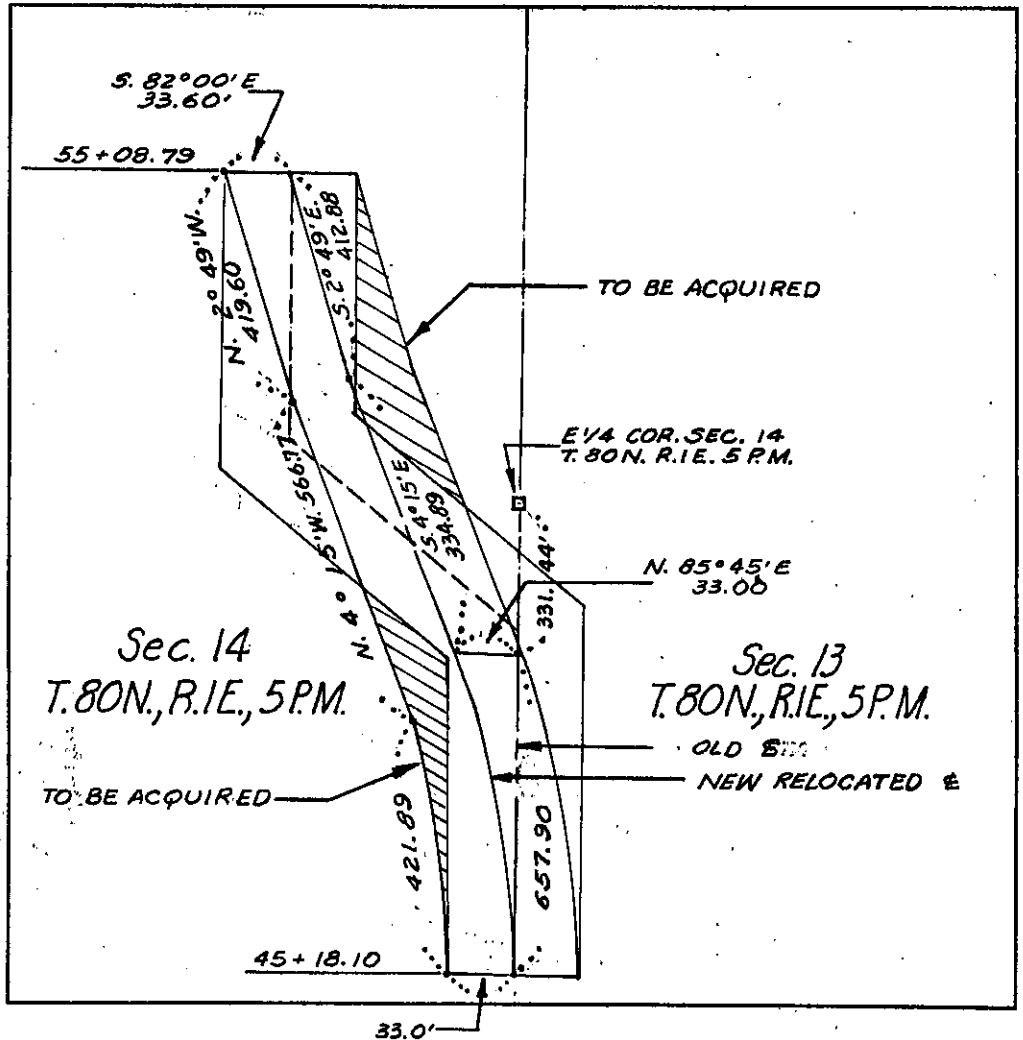 S. 82°00' E
33.60'
55+08.79
N. 2° 49' W.
419.60
S. 2° 49' E.
412.88
TO BE ACQUIRED
E 1/4 COR. SEC. 14
T. 80 N. R. 1 E. 5 P.M.
N. 4° 15' W. 566.77
S. 4° 15' E
334.89
331.44'
N. 85° 45' E
33.00
Sec. 14
T. 80N., R.1E., 5 P.M.
Sec. 13
T. 80N., R.1E., 5 P.M.
OLD
NEW RELOCATED ℄
TO BE ACQUIRED
421.89
657.90
45+18.10
33.0'